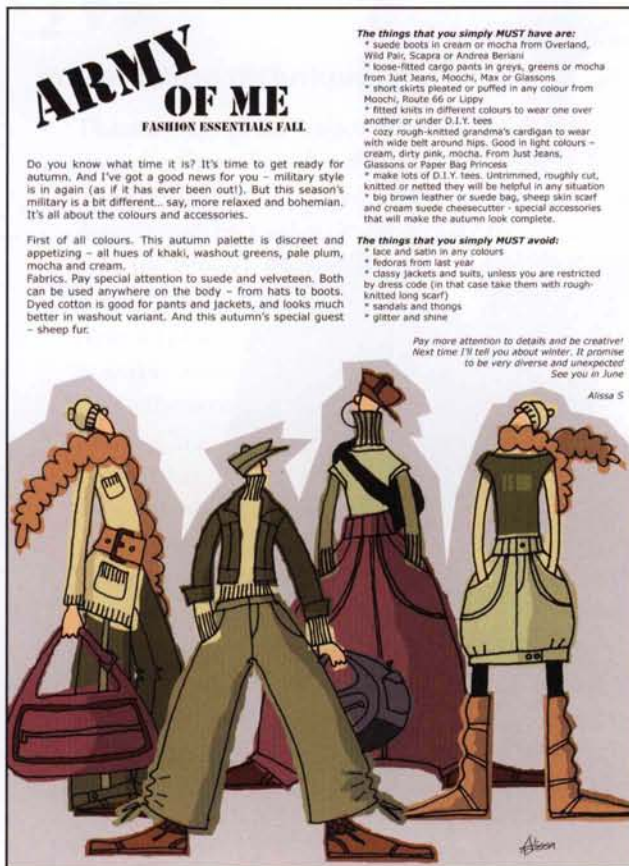 ARMY
OF ME
FASHION ESSENTIALS FALL
Do you know what time it is? It's time to get ready for
autumn. And I've got a good news for you – military style
is in again (as if it has ever been out!). But this season's
military is a bit different... say, more relaxed and bohemian.
It's all about the colours and accessories.
First of all colours. This autumn palette is discreet and
appetizing – all hues of khaki, washout greens, pale plum,
mocha and cream.
Fabrics. Pay special attention to suede and velveteen. Both
can be used anywhere on the body – from hats to boots.
Dyed cotton is good for pants and jackets, and looks much
better in washout variant. And this autumn's special guest
– sheep fur.
The things that you simply MUST have are:
* suede boots in cream or mocha from Overland,
Wild Pair, Scapra or Andrea Beriani
* loose-fitted cargo pants in greys, greens or mocha
from Just Jeans, Moochi, Max or Glassons
* short skirts pleated or puffed in any colour from
Moochi, Route 66 or Lippy
* fitted knits in different colours to wear one over
another or under D.I.Y. tees
* cozy rough-knitted grandma's cardigan to wear
with wide belt around hips. Good in light colours –
cream, dirty pink, mocha. From Just Jeans,
Glassons or Paper Bag Princess
* make lots of D.I.Y. tees. Untrimmed, roughly cut,
knitted or netted they will be helpful in any situation
* big brown leather or suede bag, sheep skin scarf
and cream suede cheesecutter - special accessories
that will make the autumn look complete.
The things that you simply MUST avoid:
* lace and satin in any colours
* fedoras from last year
* classy jackets and suits, unless you are restricted
by dress code (in that case take them with rough-
knitted long scarf)
* sandals and thongs
* glitter and shine
Pay more attention to details and be creative!
Next time I'll tell you about winter. It promise
to be very diverse and unexpected
See you in June
Alissa S
Alissa